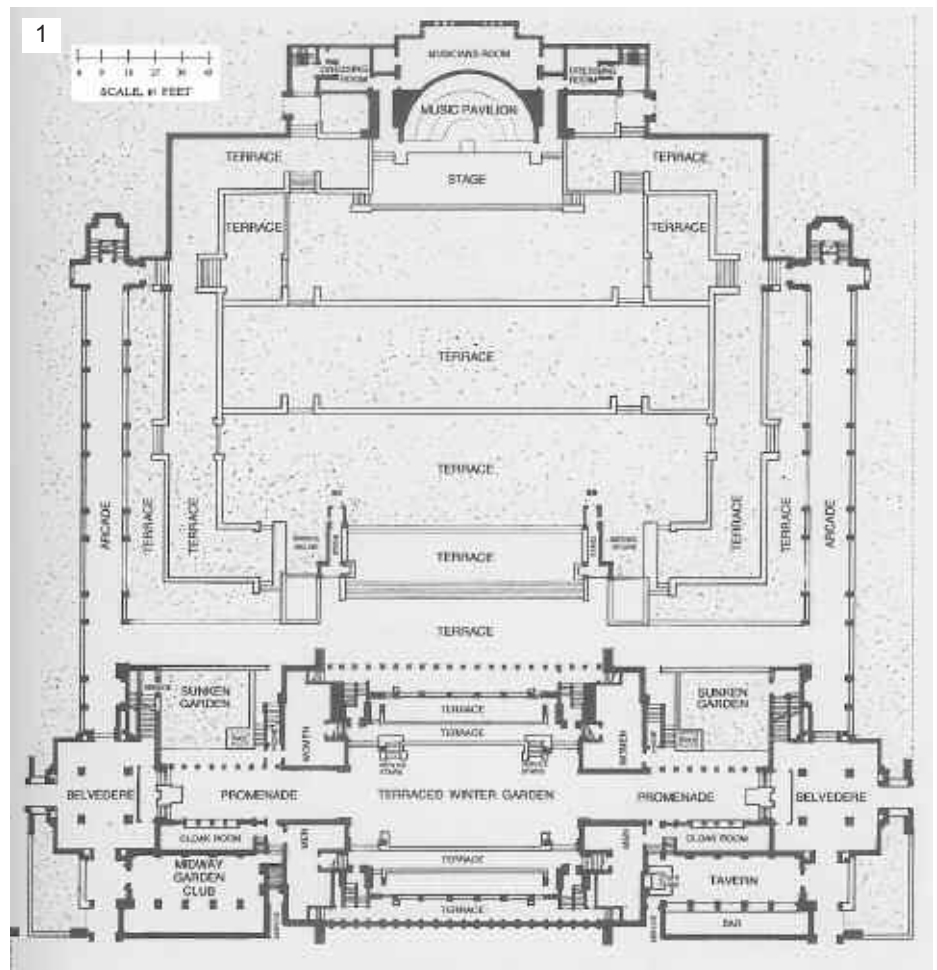 1
SCALE IN FEET
MUSICIANS ROOM
DRESSING
ROOM
DRESSING
ROOM
MUSIC PAVILION
TERRACE
TERRACE
STAGE
TERRACE
TERRACE
TERRACE
TERRACE
ARCADE
TERRACE
TERRACE
TERRACE
TERRACE
TERRACE
ARCADE
TERRACE
SUNKEN
GARDEN
SUNKEN
GARDEN
TERRACE
TERRACE
WOMEN
WOMEN
SERVICE
STAIRS
SERVICE
STAIRS
BELVEDERE
PROMENADE
TERRACED WINTER GARDEN
PROMENADE
BELVEDERE
CLOAK ROOM
MEN
MEN
CLOAK ROOM
MIDWAY
GARDEN
CLUB
TERRACE
TAVERN
TERRACE
BAR